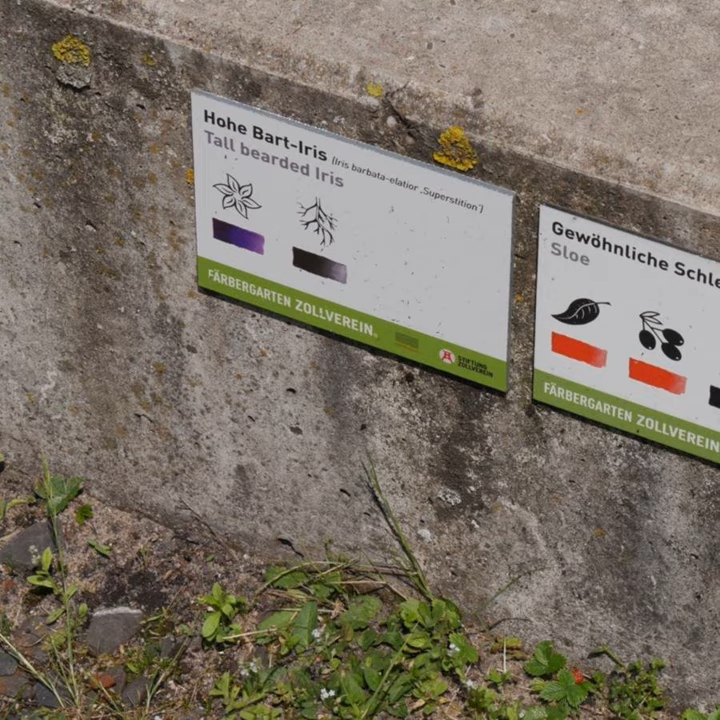 Hohe Bart-Iris (Iris barbata-elatior „Superstition")
Tall bearded Iris
FÄRBERGARTEN ZOLLVEREIN
STIFTUNG
ZOLLVEREIN
Gewöhnliche Schle
Sloe
FÄRBERGARTEN ZOLLVEREIN